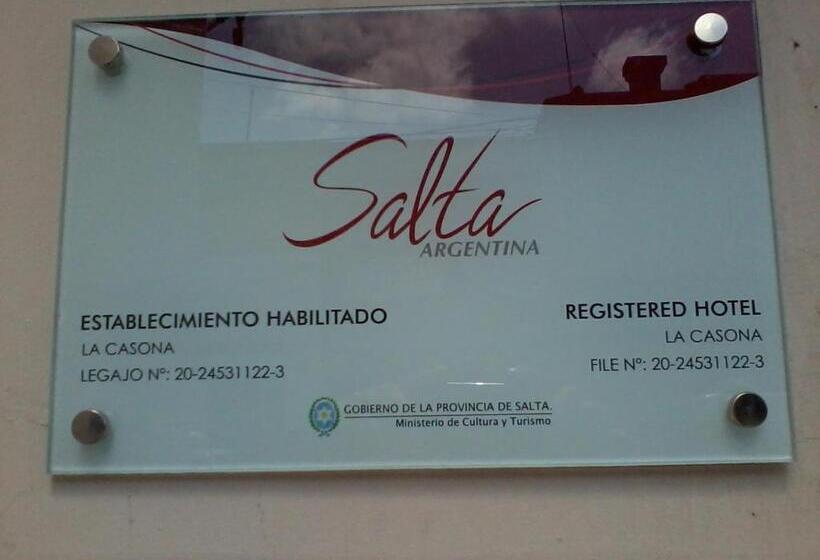 Salta
ARGENTINA
ESTABLECIMIENTO HABILITADO
LA CASONA
LEGAJO Nº: 20-24531122-3
REGISTERED HOTEL
LA CASONA
FILE Nº: 20-24531122-3
GOBIERNO DE LA PROVINCIA DE SALTA.
Ministerio de Cultura y Turismo